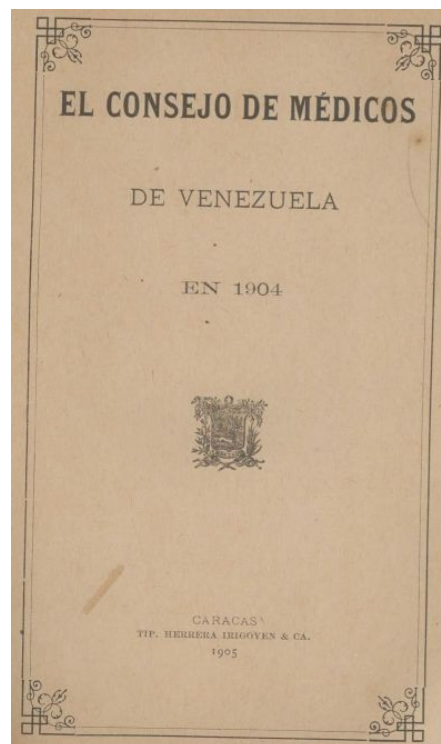 EL CONSEJO DE MÉDICOS
DE VENEZUELA
EN 1904
CARACAS
TIP. HERRERA IRIGOYEN & CA.
1905